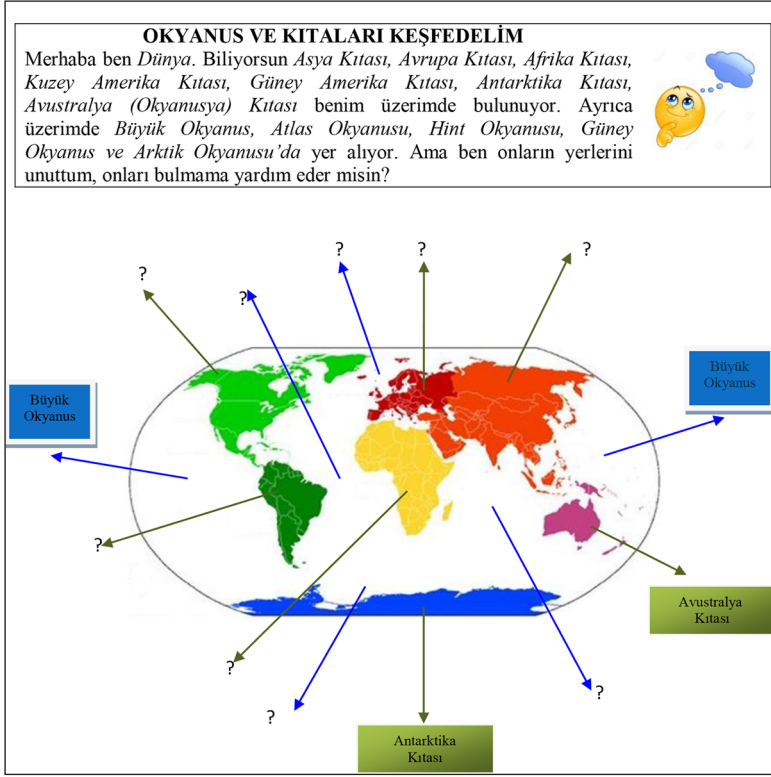 OKYANUS VE KITALARI KEŞFEDELİM
Merhaba ben Dünya. Biliyorsun Asya Kıtası, Avrupa Kıtası, Afrika Kıtası,
Kuzey Amerika Kıtası, Güney Amerika Kıtası, Antarktika Kıtası,
Avustralya (Okyanusya) Kıtası benim üzerimde bulunuyor. Ayrıca
üzerimde Büyük Okyanus, Atlas Okyanusu, Hint Okyanusu, Güney
Okyanus ve Arktik Okyanusu’da yer alıyor. Ama ben onların yerlerini
unuttum, onları bulmama yardım eder misin?
?
?
?
?
?
Büyük
Okyanus
Büyük
Okyanus
?
Avustralya
Kıtası
?
?
?
Antarktika
Kıtası